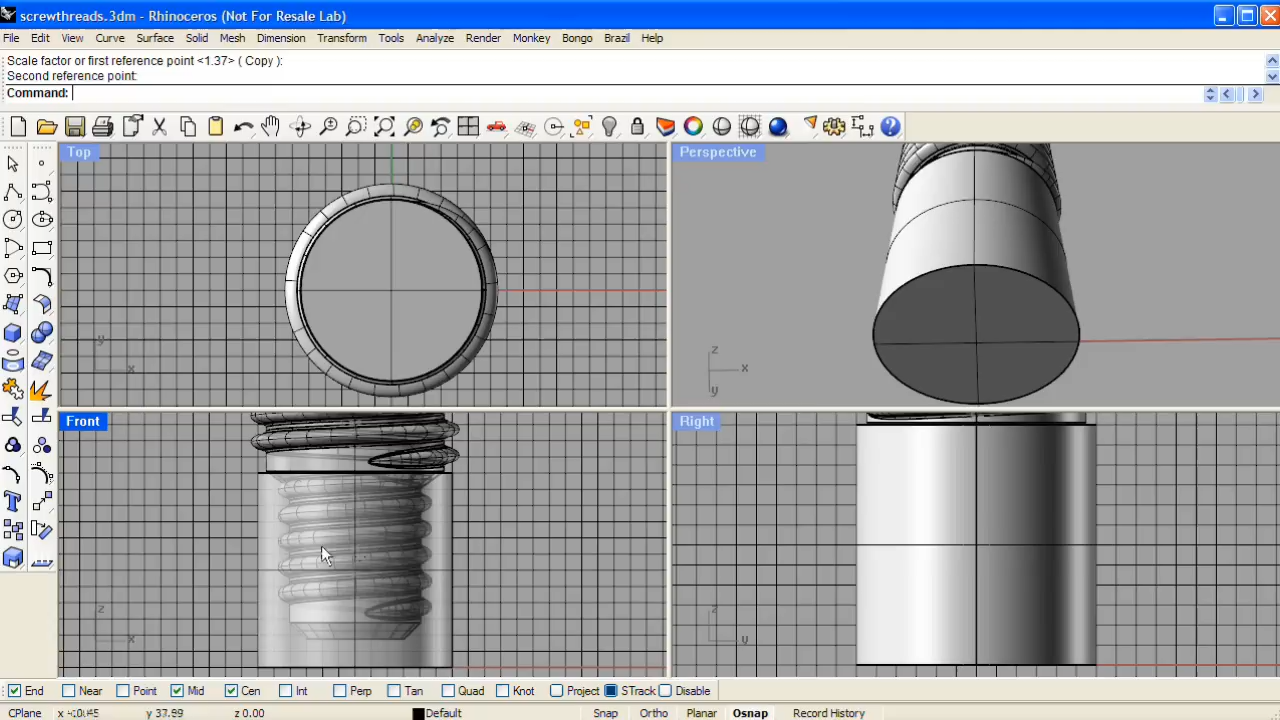 screwthreads.3dm - Rhinoceros (Not For Resale Lab)
File Edit View Curve Surface Solid Mesh Dimension Transform Tools Analyze Render Monkey Bongo Brazil Help
Scale factor or first reference point <1.37> ( Copy ):
Second reference point:
Command:
Top
Perspective
y
x
z
x
y
Front
Right
z
x
z
y
End Near Point Mid Cen Int Perp Tan Quad Knot Project STrack Disable
CPlane y 37.99 z 0.00 Default Snap Ortho Planar Osnap Record History